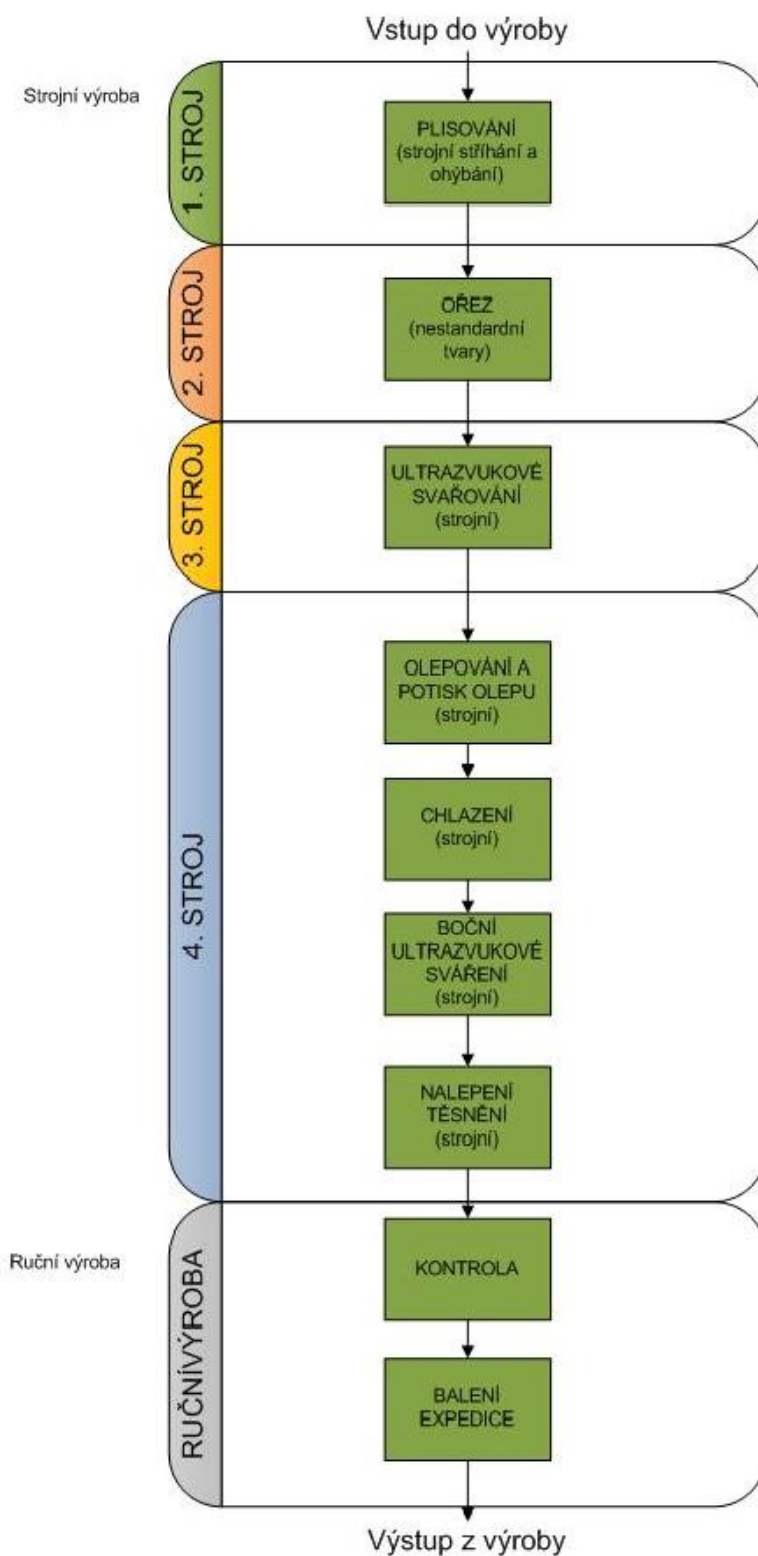 Vstup do výroby
Strojní výroba
1. STROJ
PLISOVÁNÍ
(strojní stříhání a
ohýbání)
2. STROJ
OŘEZ
(nestandardní
tvary)
3. STROJ
ULTRAZVUKOVÉ
SVAŘOVÁNÍ
(strojní)
4. STROJ
OLEPOVÁNÍ A
POTISK OLEPU
(strojní)
CHLAZENÍ
(strojní)
BOČNÍ
ULTRAZVUKOVÉ
SVÁŘENÍ
(strojní)
NALEPENÍ
TĚSNĚNÍ
(strojní)
Ruční výroba
RUČNÍVÝROBA
KONTROLA
BALENÍ
EXPEDICE
Výstup z výroby